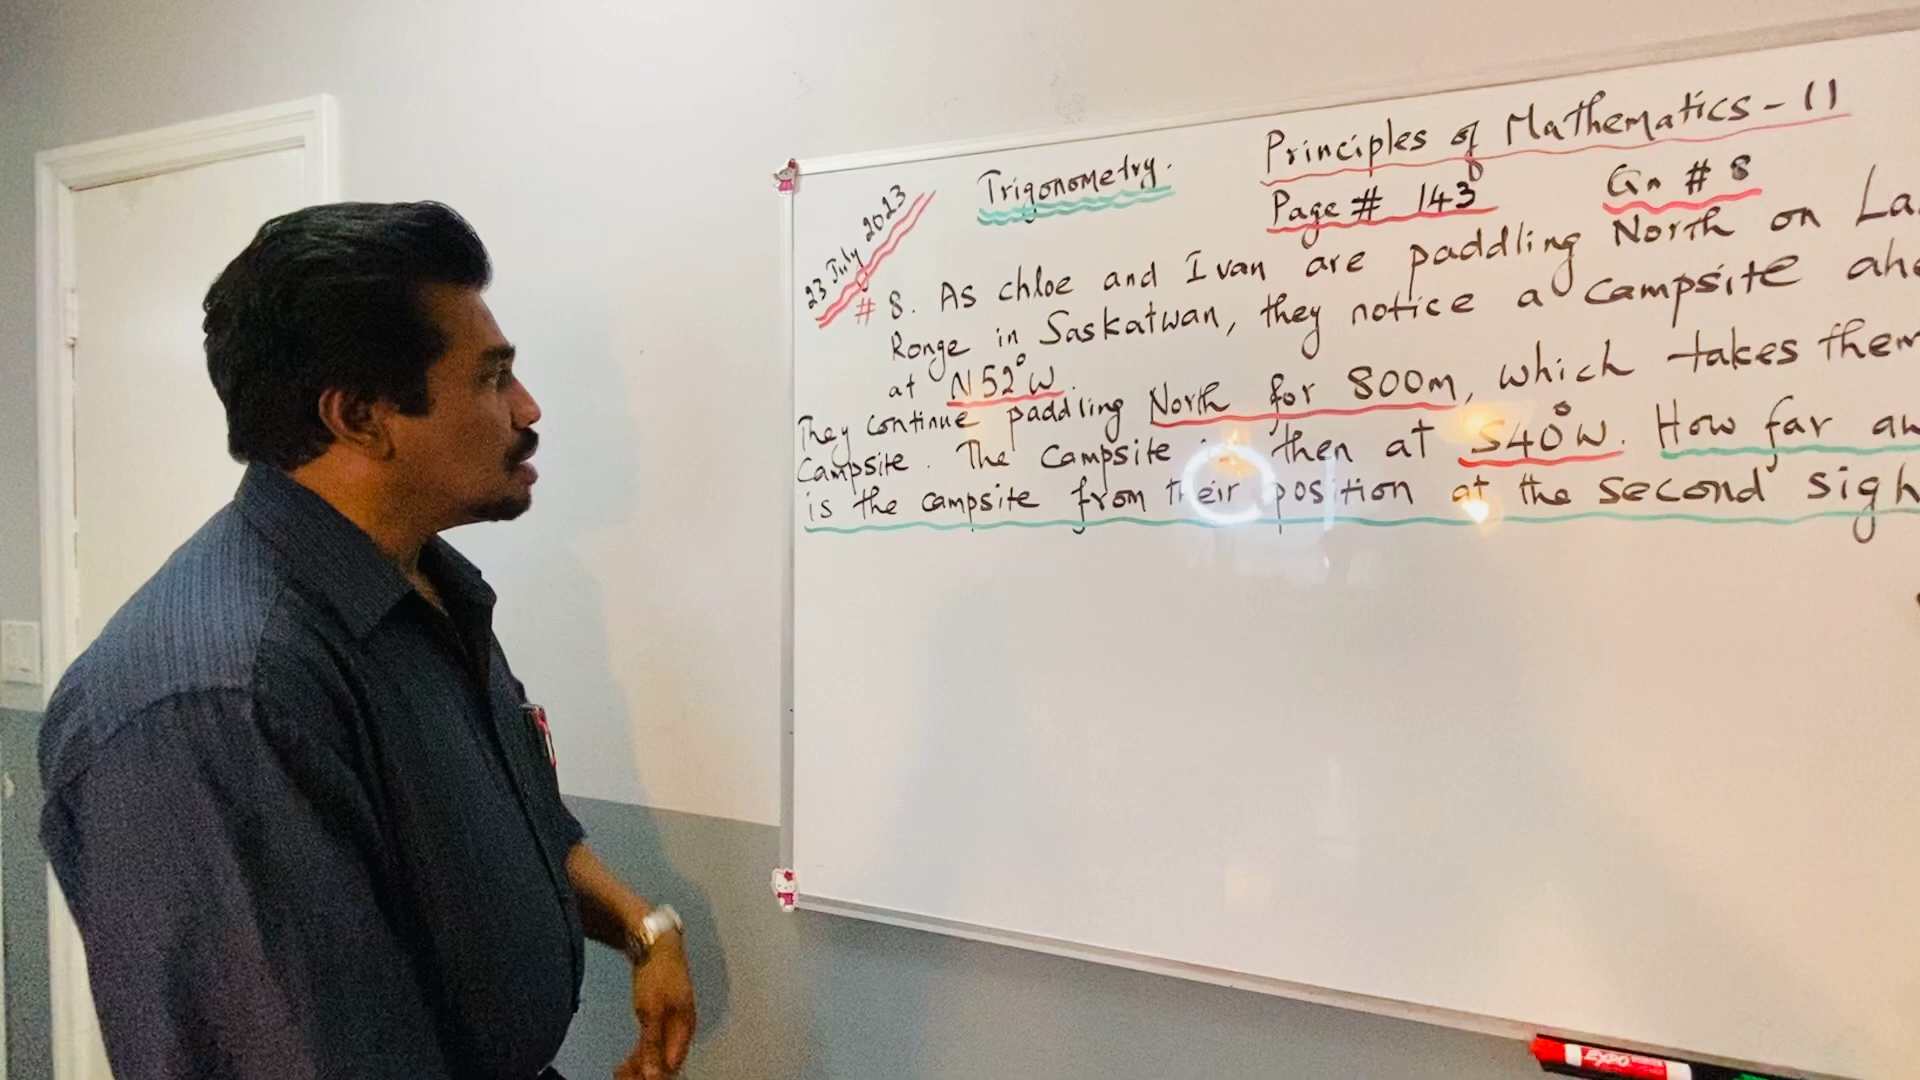 Principles of Mathematics - 11
Trigonometry.
Page # 143
Qn # 8
23 July 2023
# 8. As chloe and Ivan are paddling North on La
Ronge in Saskatwan, they notice a Campsite ahe
at N52°W.
They continue paddling North for 800m, which takes them
Campsite. The Campsite is then at S40°W. How far aw
is the campsite from their position at the second sigh
EXPO